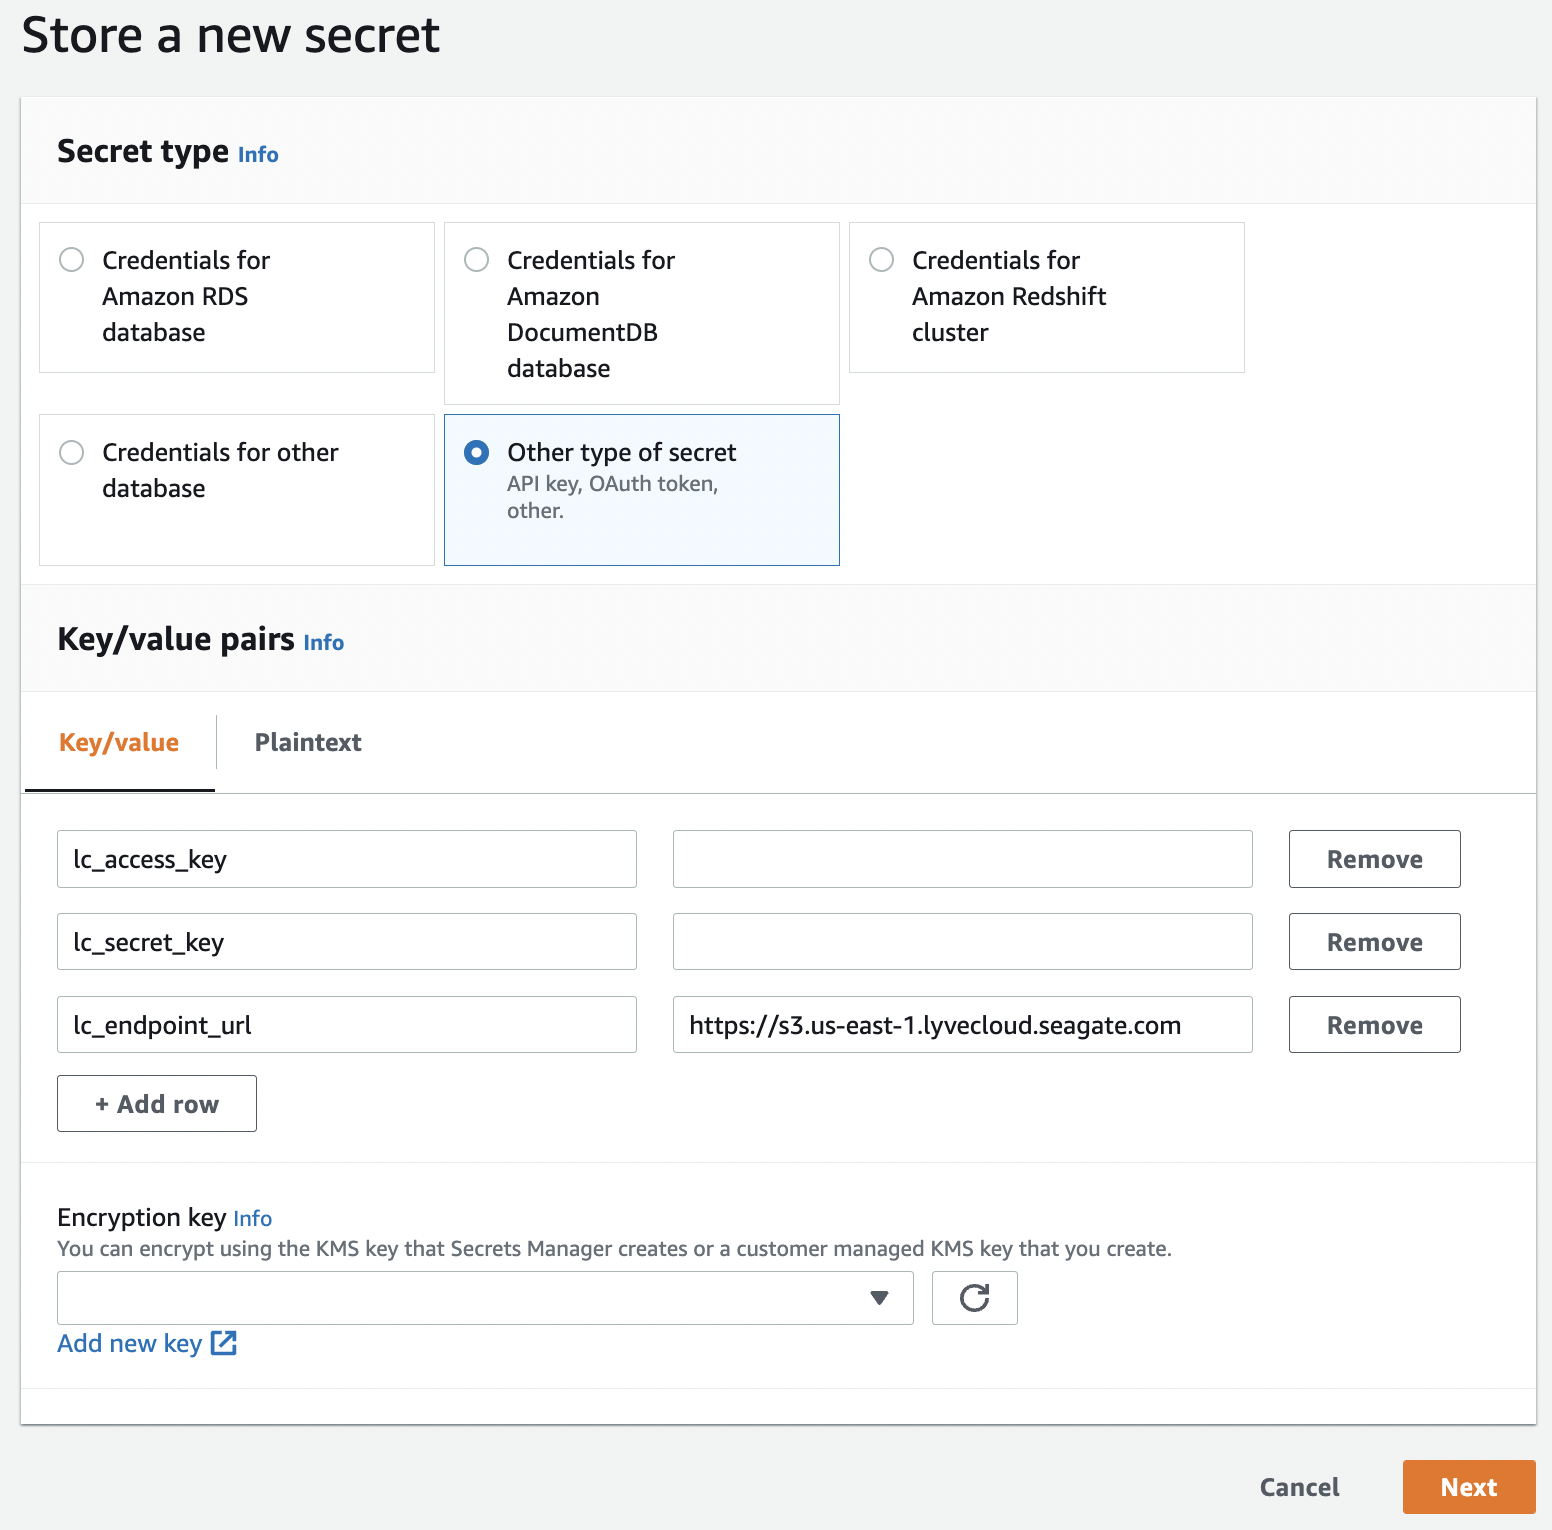 Store a new secret
Secret type Info
Credentials for
Amazon RDS
database
Credentials for
Amazon
DocumentDB
database
Credentials for
Amazon Redshift
cluster
Credentials for other
database
Other type of secret
API key, OAuth token,
other.
Key/value pairs Info
Key/value
Plaintext
lc_access_key
Remove
lc_secret_key
Remove
lc_endpoint_url
https://s3.us-east-1.lyvecloud.seagate.com
Remove
+ Add row
Encryption key Info
You can encrypt using the KMS key that Secrets Manager creates or a customer managed KMS key that you create.
Add new key
Cancel
Next